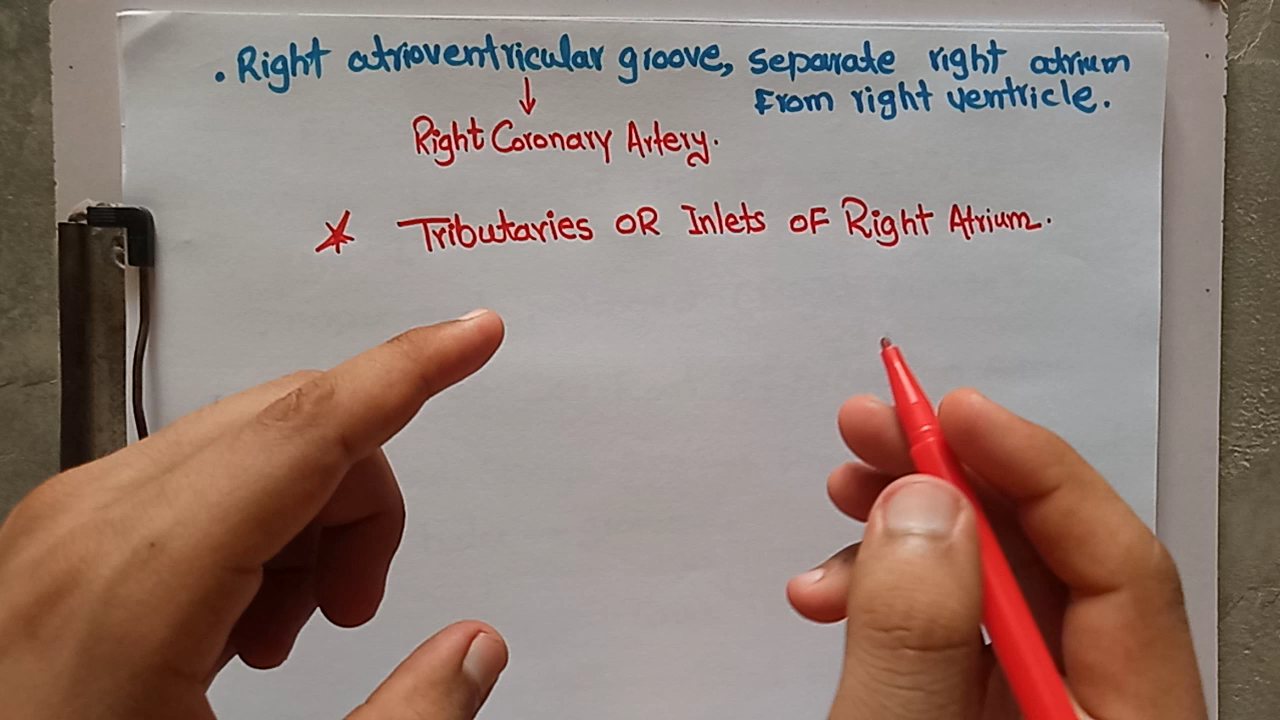 . Right atrioventricular groove, separate right atrium
From right ventricle.
↓
Right Coronary Artery.
* Tributaries OR Inlets OF Right Atrium.